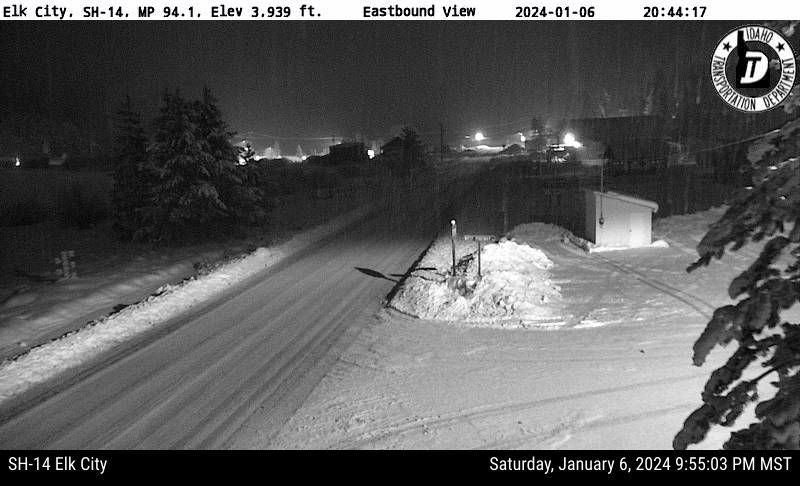 Elk City, SH-14, MP 94.1, Elev 3,939 ft. Eastbound View 2024-01-06 20:44:17
IDAHO
TRANSPORTATION DEPARTMENT
SH-14 Elk City Saturday, January 6, 2024 9:55:03 PM MST